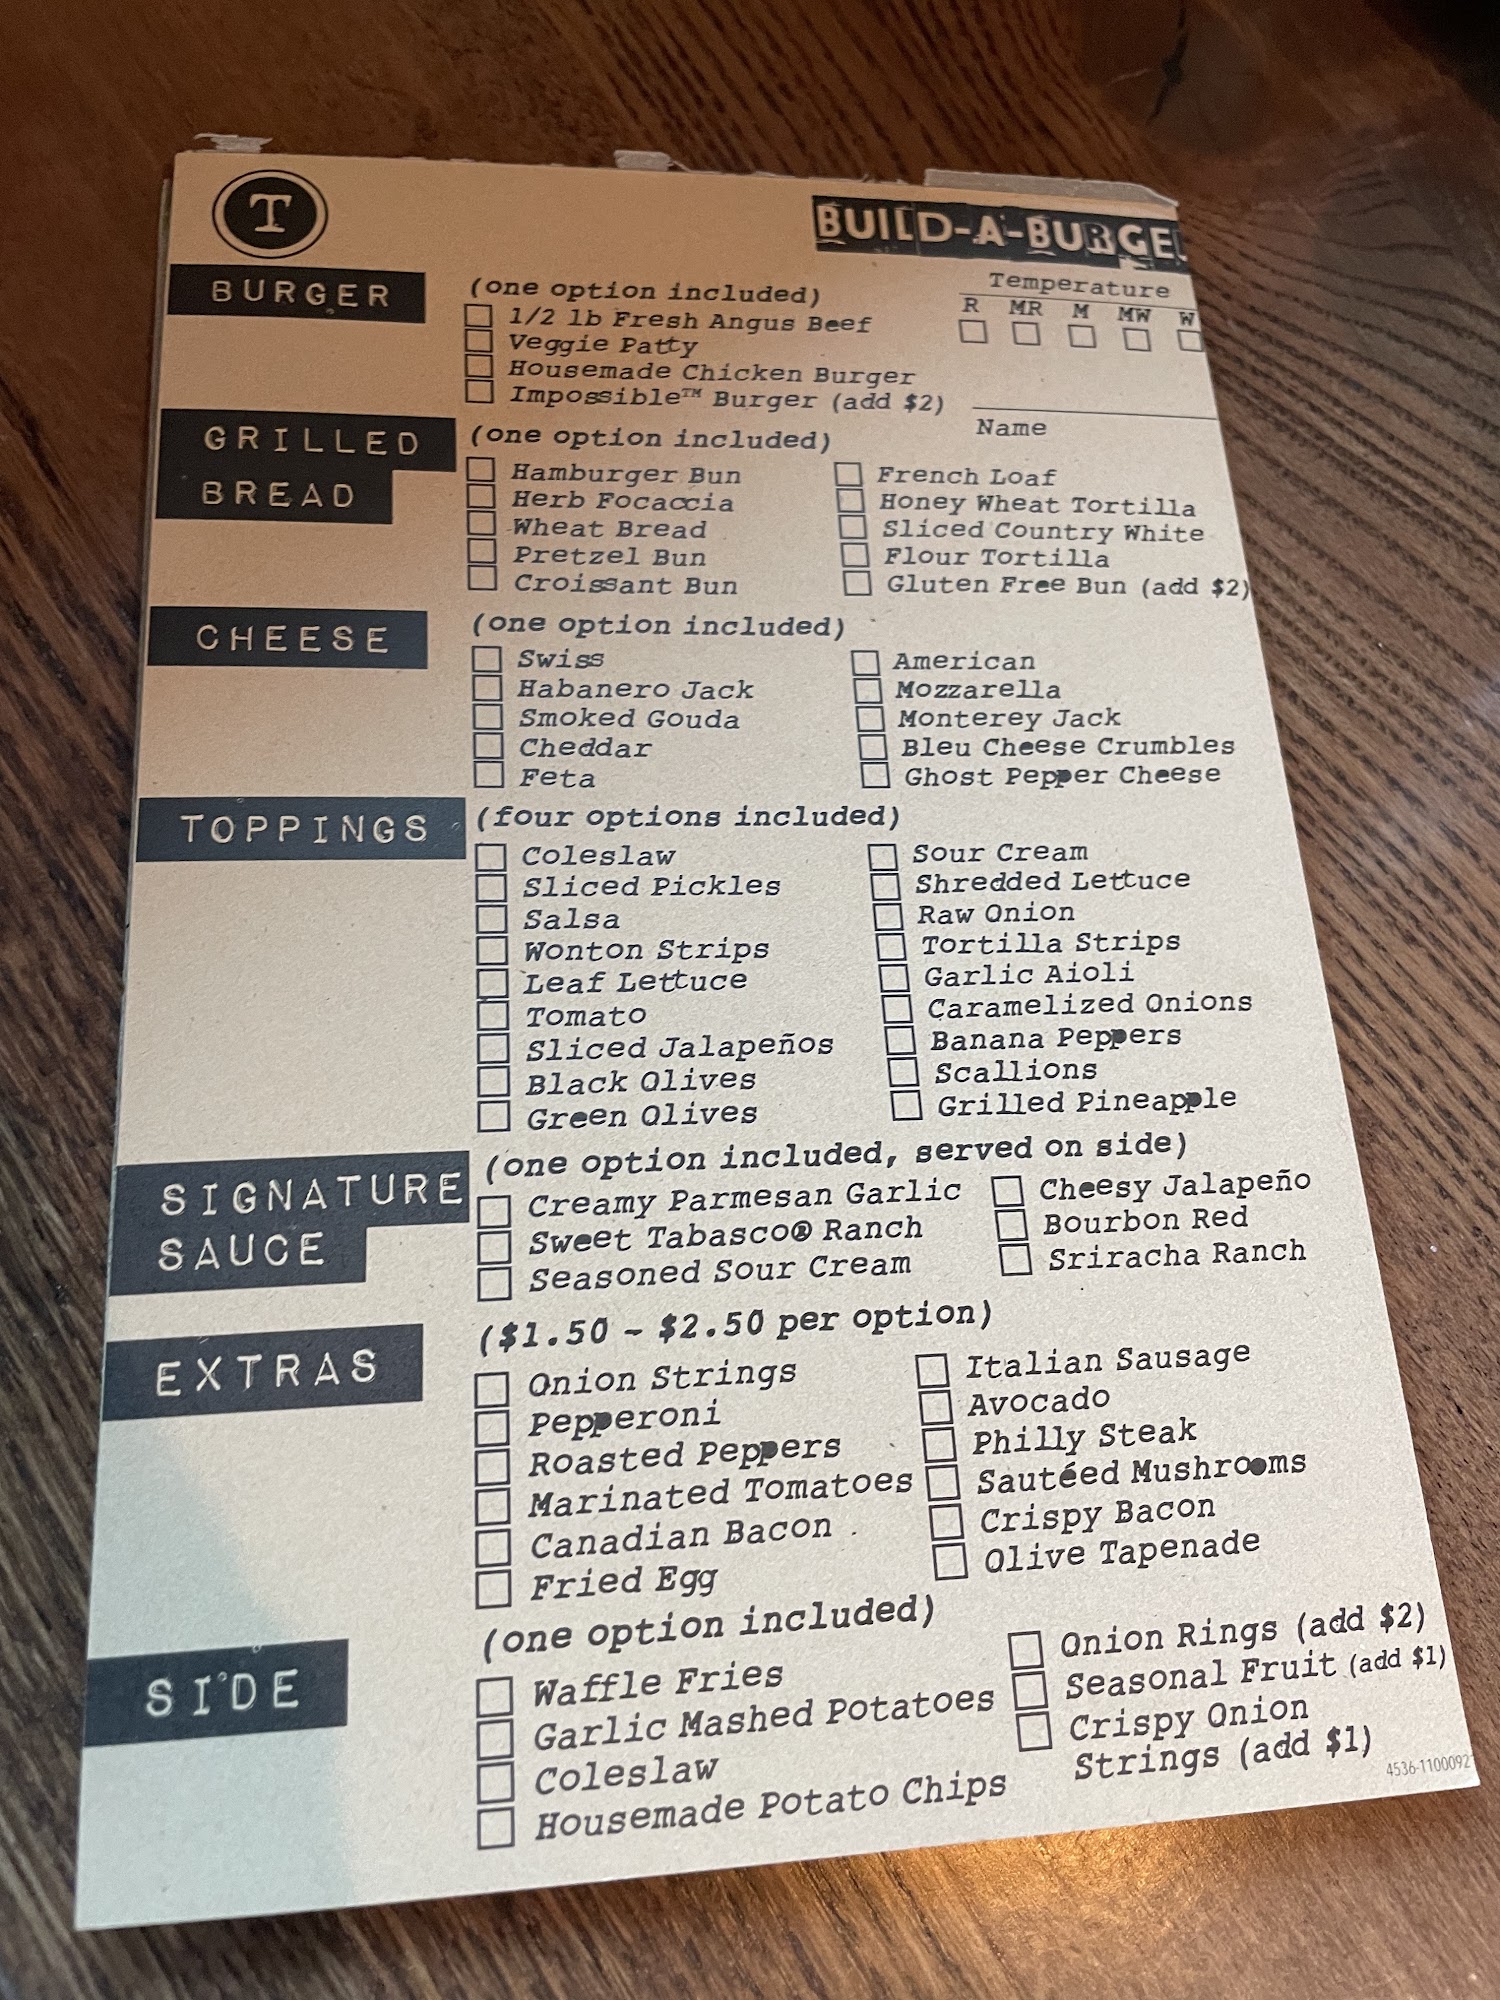 T
BUILD-A-BURGE
BURGER
(one option included)
1/2 lb Fresh Angus Beef
Veggie Patty
Housemade Chicken Burger
Impossible™ Burger (add $2)
Temperature
R MR M MW W
Name
GRILLED
BREAD
(one option included)
Hamburger Bun
Herb Focaccia
Wheat Bread
Pretzel Bun
Croissant Bun
French Loaf
Honey Wheat Tortilla
Sliced Country White
Flour Tortilla
Gluten Free Bun (add $2)
CHEESE
(one option included)
Swiss
Habanero Jack
Smoked Gouda
Cheddar
Feta
American
Mozzarella
Monterey Jack
Bleu Cheese Crumbles
Ghost Pepper Cheese
TOPPINGS
(four options included)
Coleslaw
Sliced Pickles
Salsa
Wonton Strips
Leaf Lettuce
Tomato
Sliced Jalapeños
Black Olives
Green Olives
Sour Cream
Shredded Lettuce
Raw Onion
Tortilla Strips
Garlic Aioli
Caramelized Onions
Banana Peppers
Scallions
Grilled Pineapple
SIGNATURE
SAUCE
(one option included, served on side)
Creamy Parmesan Garlic
Sweet Tabasco® Ranch
Seasoned Sour Cream
Cheesy Jalapeño
Bourbon Red
Sriracha Ranch
EXTRAS
($1.50 - $2.50 per option)
Onion Strings
Pepperoni
Roasted Peppers
Marinated Tomatoes
Canadian Bacon
Fried Egg
Italian Sausage
Avocado
Philly Steak
Sautéed Mushrooms
Crispy Bacon
Olive Tapenade
SIDE
(one option included)
Waffle Fries
Garlic Mashed Potatoes
Coleslaw
Housemade Potato Chips
Onion Rings (add $2)
Seasonal Fruit (add $1)
Crispy Onion
Strings (add $1)